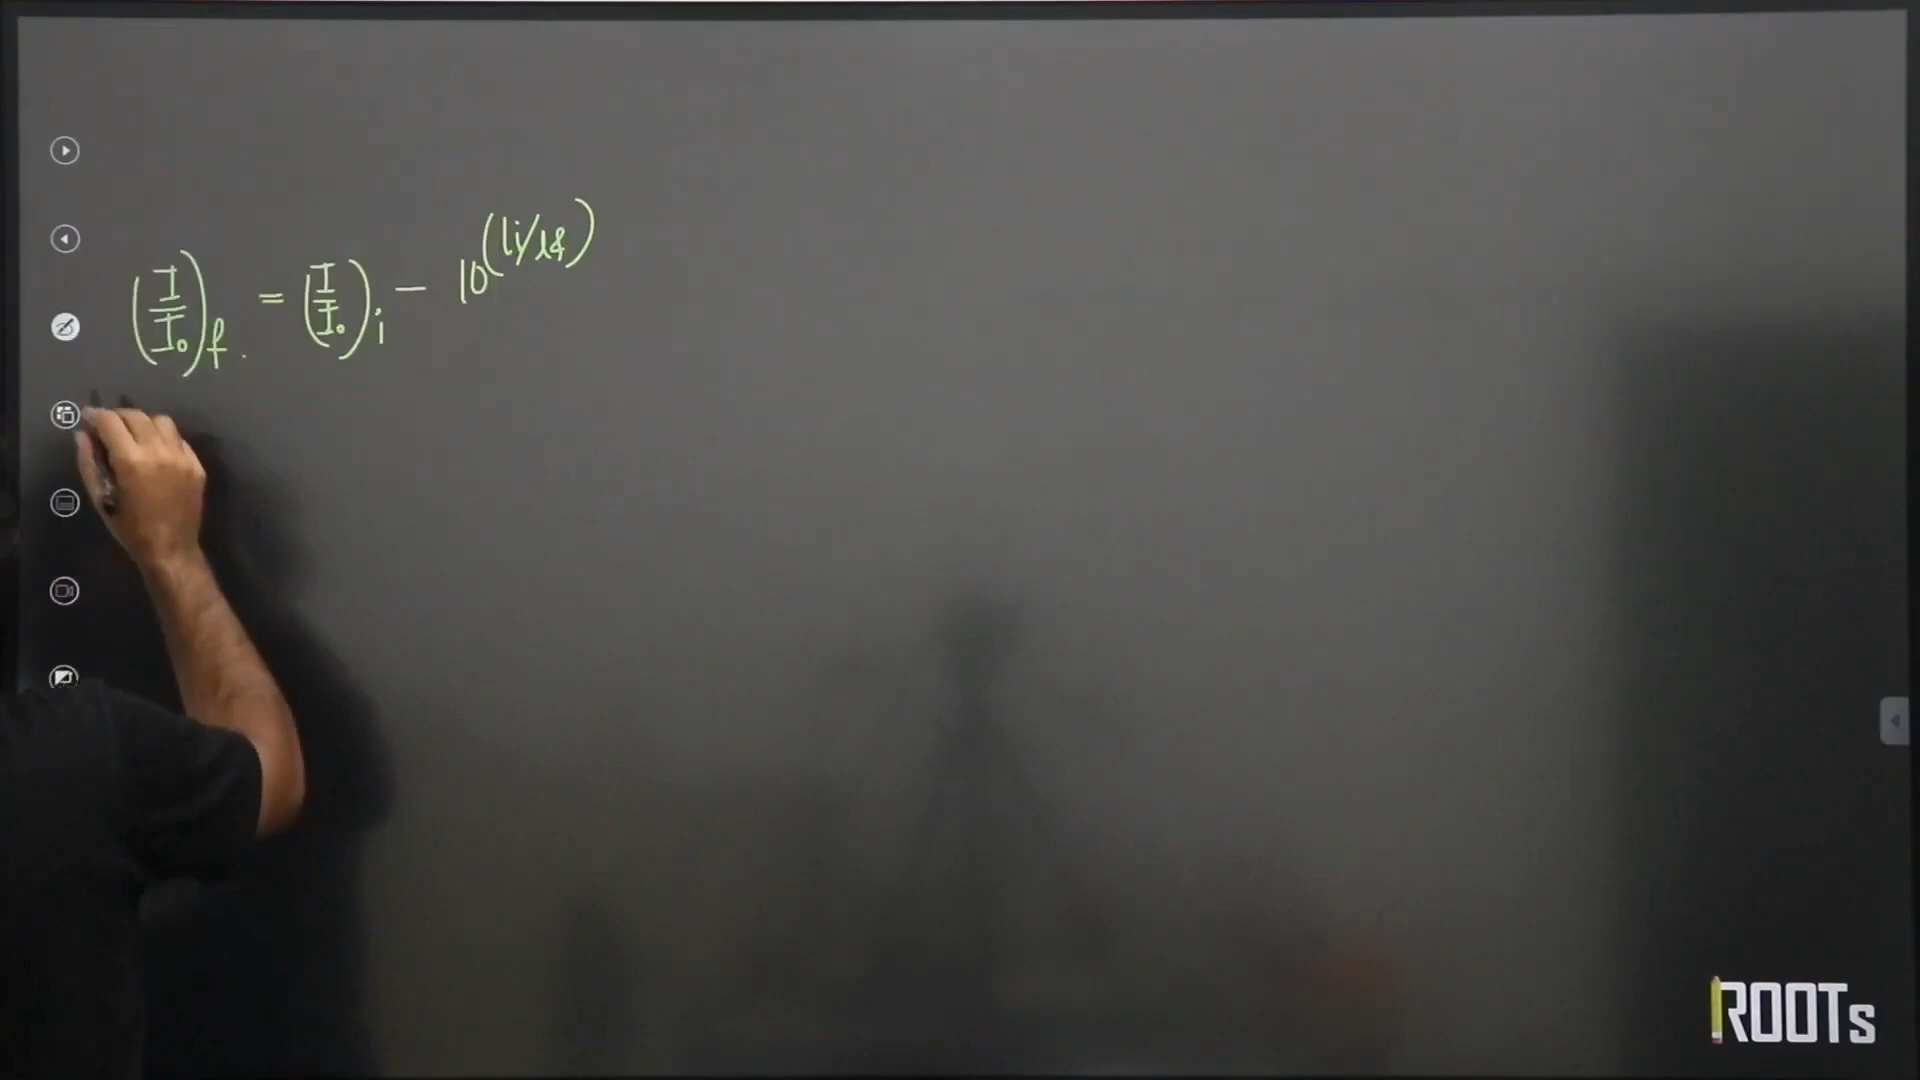 (I/I₀)f. = (I/I₀)i − 10^(li/lf)
ROOTs